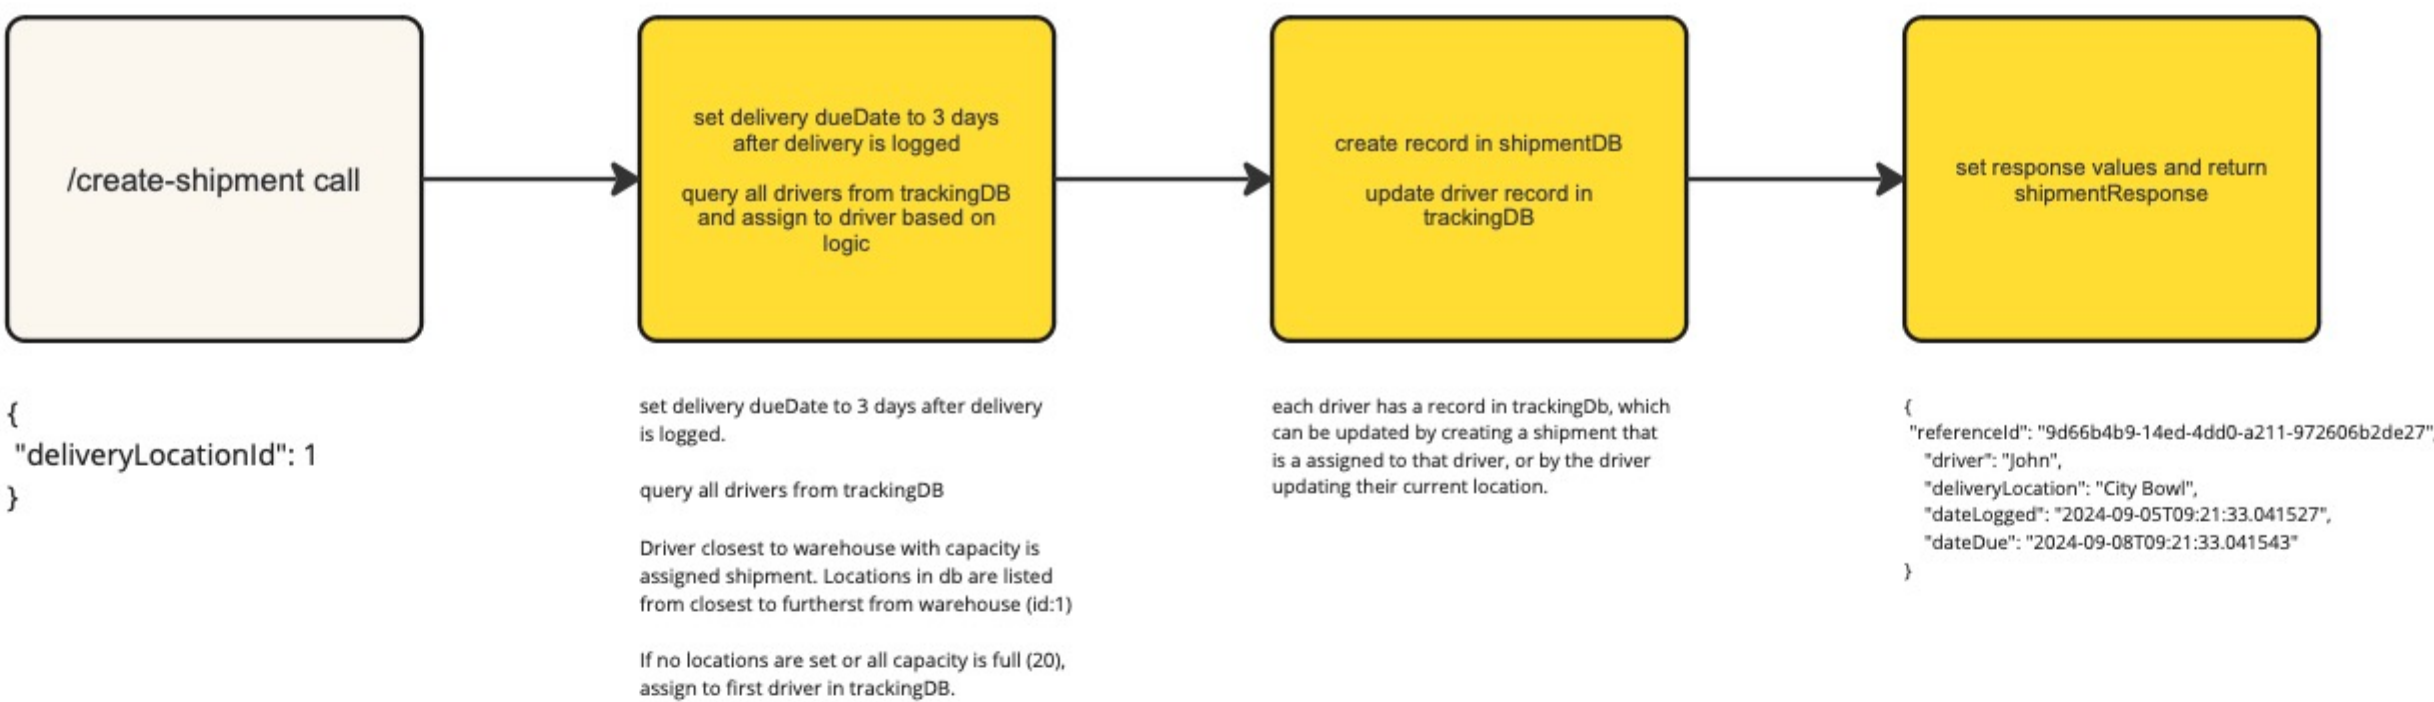 /create-shipment call
set delivery dueDate to 3 days
after delivery is logged
query all drivers from trackingDB
and assign to driver based on
logic
create record in shipmentDB
update driver record in
trackingDB
set response values and return
shipmentResponse
{
"deliveryLocationId": 1
}
set delivery dueDate to 3 days after delivery
is logged.
query all drivers from trackingDB
Driver closest to warehouse with capacity is
assigned shipment. Locations in db are listed
from closest to furtherst from warehouse (id:1)
If no locations are set or all capacity is full (20),
assign to first driver in trackingDB.
each driver has a record in trackingDb, which
can be updated by creating a shipment that
is a assigned to that driver, or by the driver
updating their current location.
{
"referenceId": "9d66b4b9-14ed-4dd0-a211-972606b2de27",
"driver": "John",
"deliveryLocation": "City Bowl",
"dateLogged": "2024-09-05T09:21:33.041527",
"dateDue": "2024-09-08T09:21:33.041543"
}